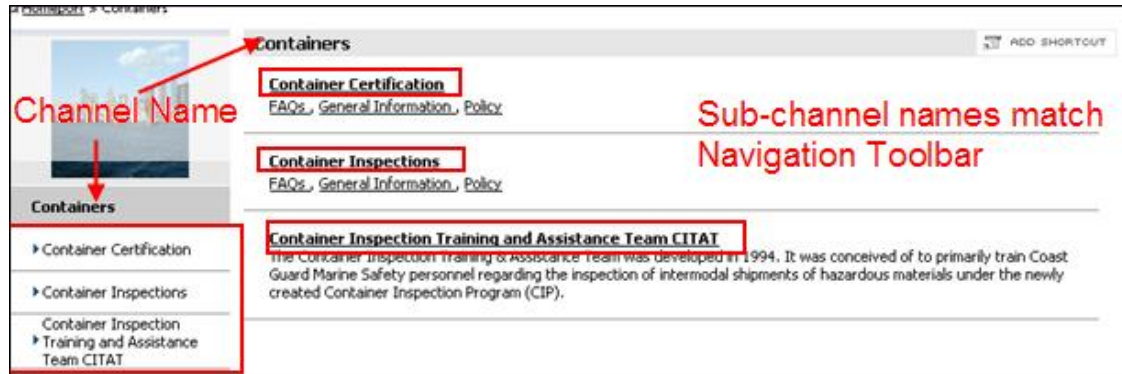 Homeport > Containers
Containers
ADD SHORTCUT
Container Certification
FAQs , General Information , Policy
Channel Name
Sub-channel names match
Navigation Toolbar
Container Inspections
FAQs , General Information , Policy
Containers
Container Certification
Container Inspections
Container Inspection
Training and Assistance
Team CITAT
Container Inspection Training and Assistance Team CITAT
The Container Inspection Training & Assistance Team was developed in 1994. It was conceived of to primarily train Coast
Guard Marine Safety personnel regarding the inspection of intermodal shipments of hazardous materials under the newly
created Container Inspection Program (CIP).